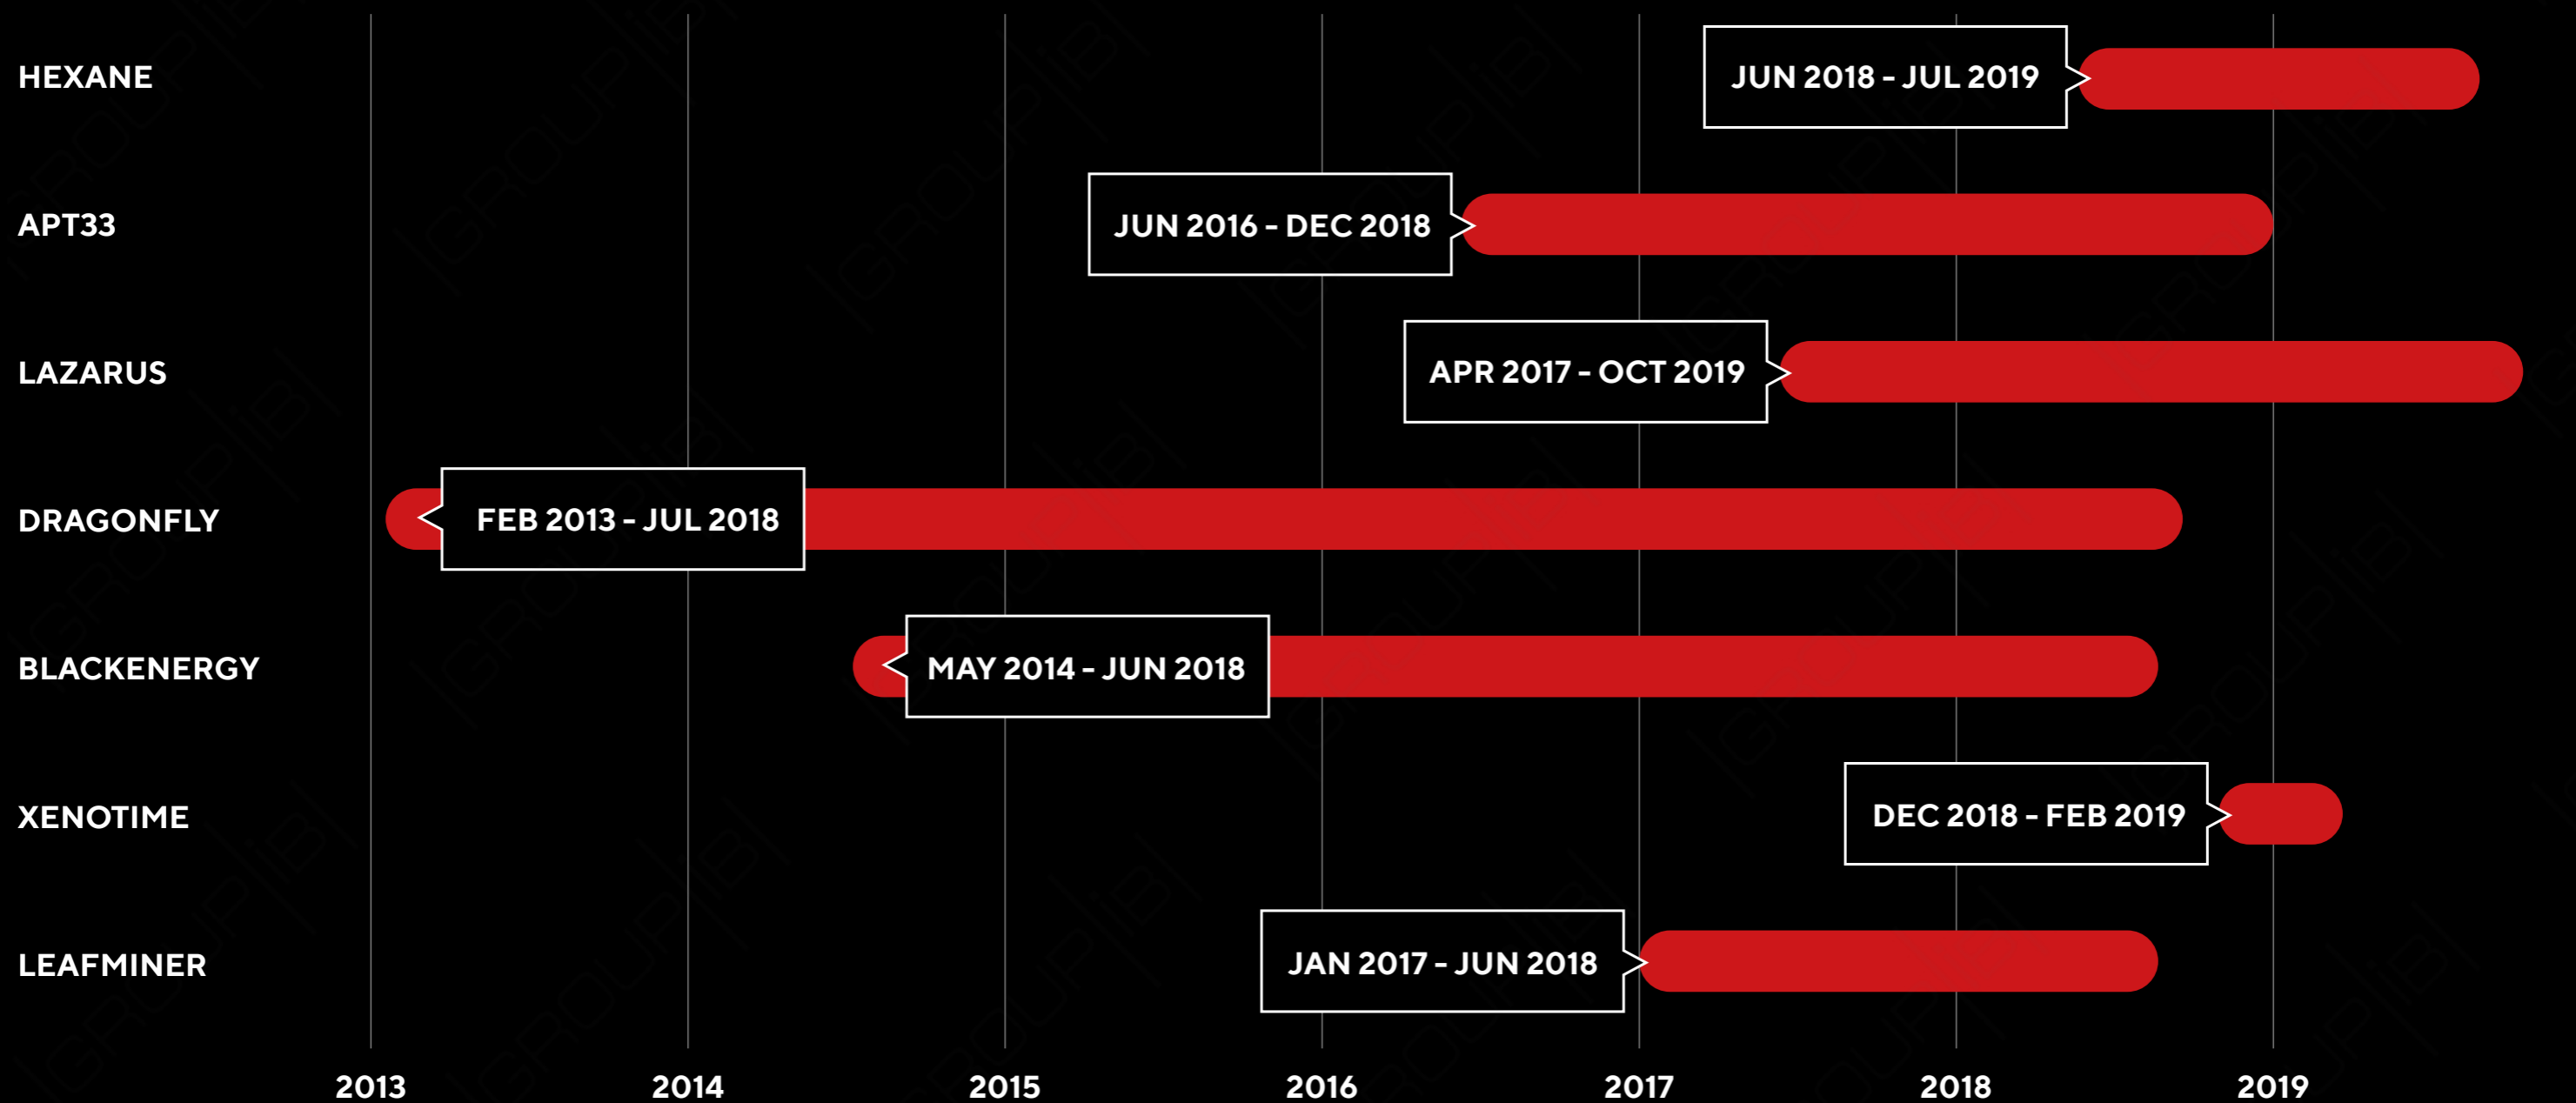 HEXANE
JUN 2018 - JUL 2019
APT33
JUN 2016 - DEC 2018
LAZARUS
APR 2017 - OCT 2019
DRAGONFLY
FEB 2013 - JUL 2018
BLACKENERGY
MAY 2014 - JUN 2018
XENOTIME
DEC 2018 - FEB 2019
LEAFMINER
JAN 2017 - JUN 2018
2013 2014 2015 2016 2017 2018 2019
GROUP|iB